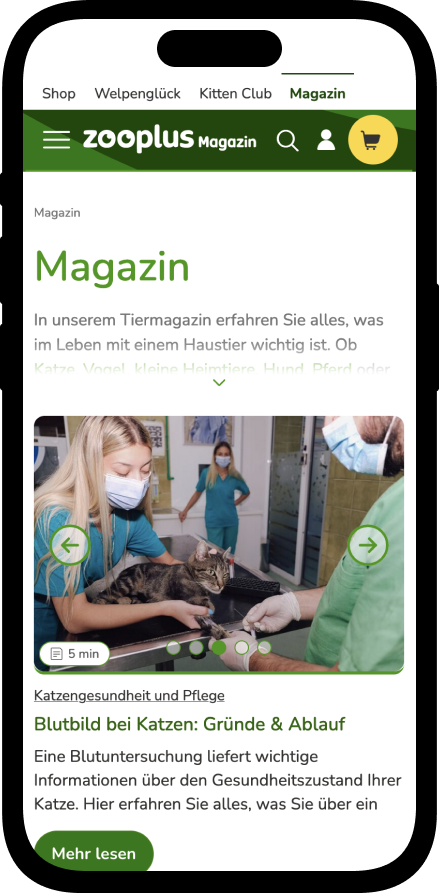 Shop Welpenglück Kitten Club Magazin
zooplus Magazin
Magazin
Magazin
In unserem Tiermagazin erfahren Sie alles, was
im Leben mit einem Haustier wichtig ist. Ob
Katze, Vogel, kleine Heimtiere, Hund, Pferd oder
5 min
Katzengesundheit und Pflege
Blutbild bei Katzen: Gründe & Ablauf
Eine Blutuntersuchung liefert wichtige
Informationen über den Gesundheitszustand Ihrer
Katze. Hier erfahren Sie alles, was Sie über ein
Mehr lesen